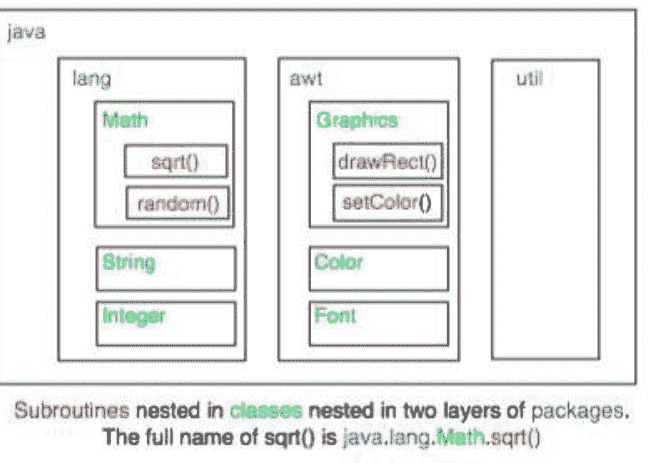 java
lang
Math
sqrt()
random()
String
Integer
awt
Graphics
drawRect()
setColor()
Color
Font
util
Subroutines nested in classes nested in two layers of packages.
The full name of sqrt() is java.lang.Math.sqrt()